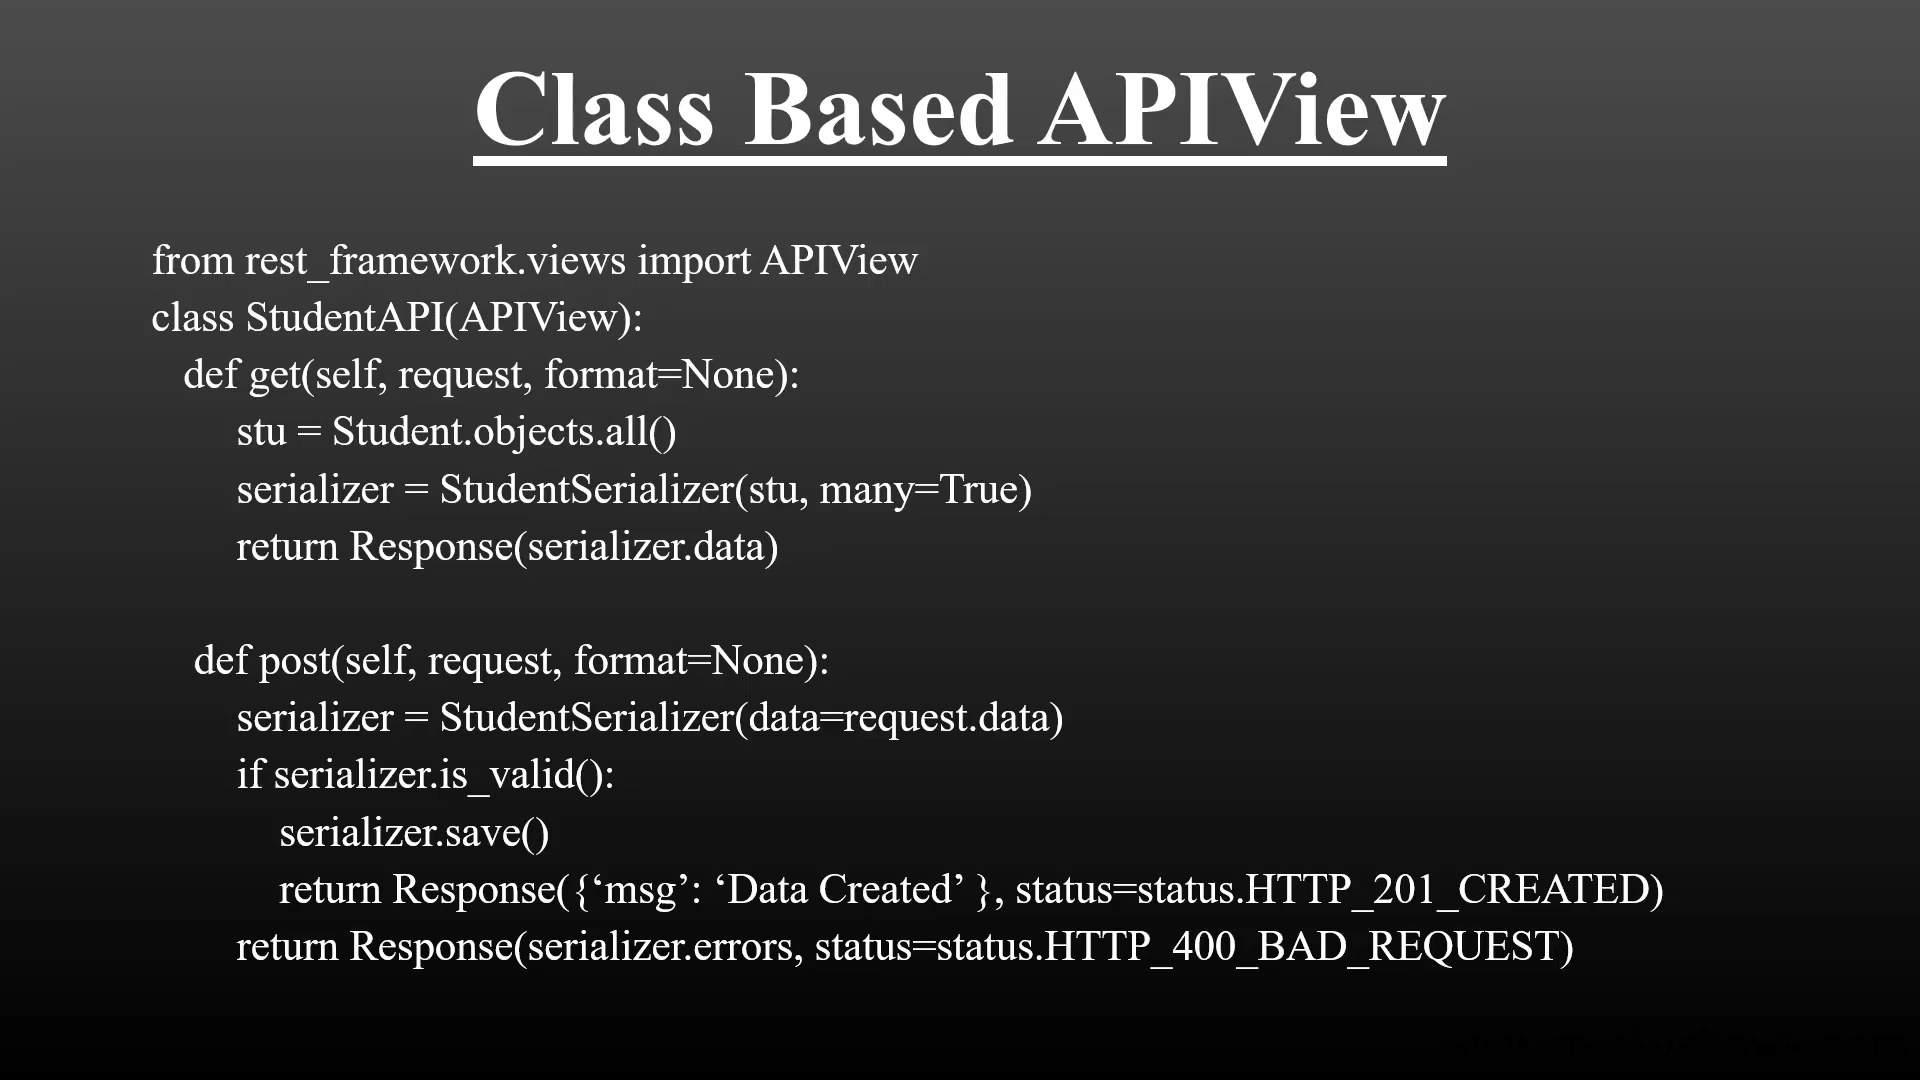 Class Based APIView
from rest_framework.views import APIView
class StudentAPI(APIView):
def get(self, request, format=None):
stu = Student.objects.all()
serializer = StudentSerializer(stu, many=True)
return Response(serializer.data)
def post(self, request, format=None):
serializer = StudentSerializer(data=request.data)
if serializer.is_valid():
serializer.save()
return Response({‘msg’: ‘Data Created’ }, status=status.HTTP_201_CREATED)
return Response(serializer.errors, status=status.HTTP_400_BAD_REQUEST)